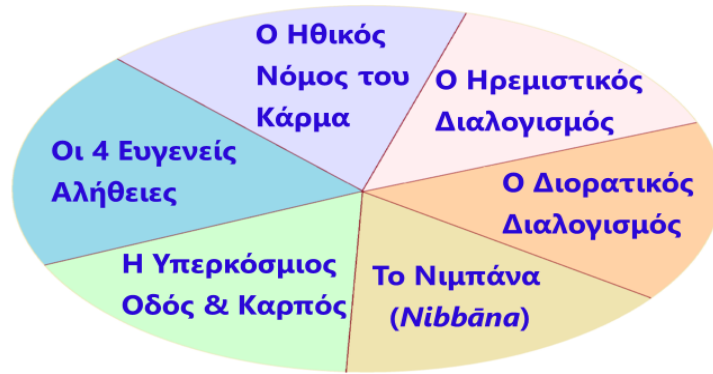 Ο Ηθικός
Νόμος του
Κάρμα
Ο Ηρεμιστικός
Διαλογισμός
Ο Διορατικός
Διαλογισμός
Το Νιμπάνα
(Nibbāna)
Η Υπερκόσμιος
Οδός & Καρπός
Οι 4 Ευγενείς
Αλήθειες